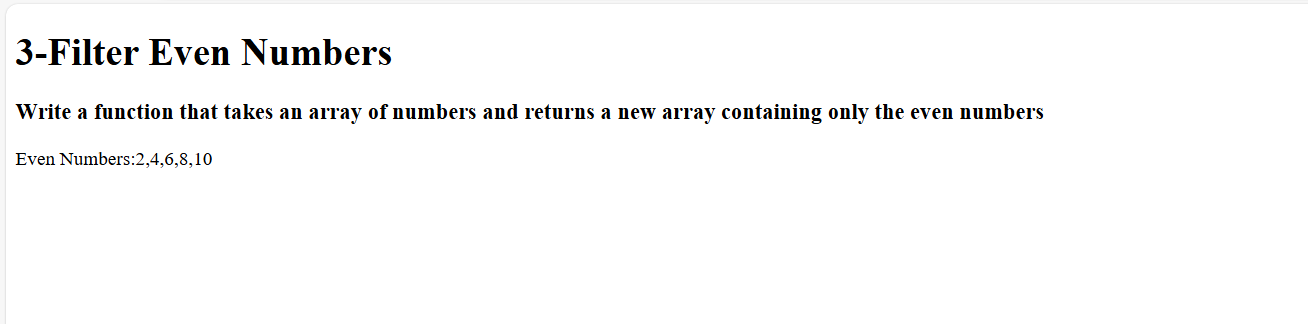 3-Filter Even Numbers
Write a function that takes an array of numbers and returns a new array containing only the even numbers
Even Numbers:2,4,6,8,10